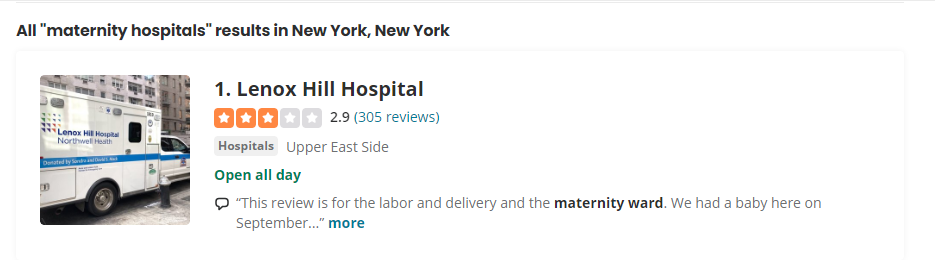 All "maternity hospitals" results in New York, New York
1. Lenox Hill Hospital
2.9 (305 reviews)
Hospitals Upper East Side
Open all day
“This review is for the labor and delivery and the maternity ward. We had a baby here on
September...” more
Lenox Hill Hospital
Northwell Health
Donated by Sandra and David S. Mack